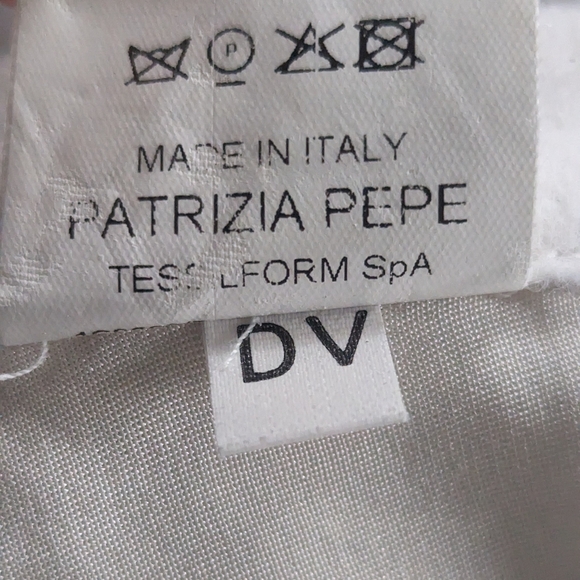 P
MADE IN ITALY
PATRIZIA PEPE
TESSILFORM SpA
DV